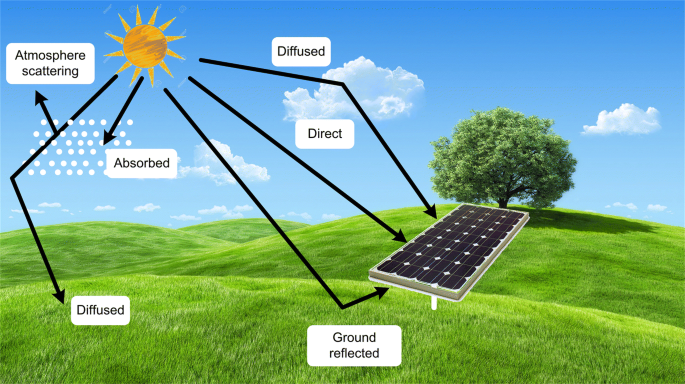 Diffused
Atmosphere
scattering
Direct
Absorbed
Diffused
Ground
reflected